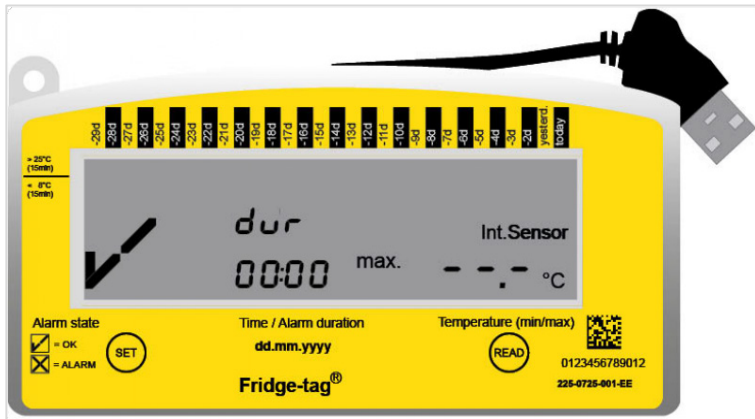 -29d -28d -27d -26d -25d -24d -23d -22d -21d -20d -19d -18d -17d -16d -15d -14d -13d -12d -11d -10d -9d -8d -7d -6d -5d -4d -3d -2d yesterd. today
> 25°C
(15min)
< 8°C
(15min)
dur
Int.Sensor
00:00 max. --.- °C
Alarm state
Time / Alarm duration
Temperature (min/max)
= OK
SET
dd.mm.yyyy
READ
= ALARM
0123456789012
Fridge-tag®
225-0725-001-EE